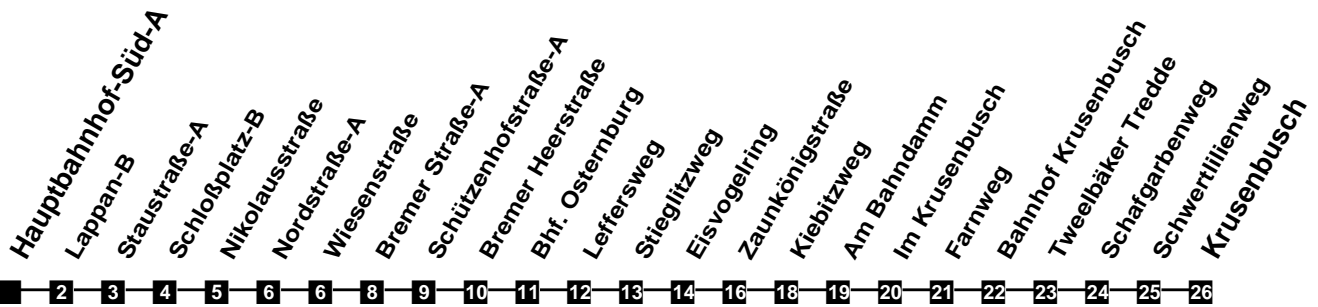 Hauptbahnhof-Süd-A
Lappan-B
Staustraße-A
Schloßplatz-B
Nikolausstraße
Nordstraße-A
Wiesenstraße
Bremer Straße-A
Schützenhofstraße-A
Bremer Heerstraße
Bhf. Osternburg
Leffersweg
Stieglitzweg
Eisvogelring
Zaunkönigstraße
Kiebitzweg
Am Bahndamm
Im Krusenbusch
Farnweg
Bahnhof Krusenbusch
Tweelbäker Tredde
Schafgarbenweg
Schwertlilienweg
Krusenbusch
2 3 4 5 6 6 8 9 10 11 12 13 14 16 18 19 20 21 22 23 24 25 26